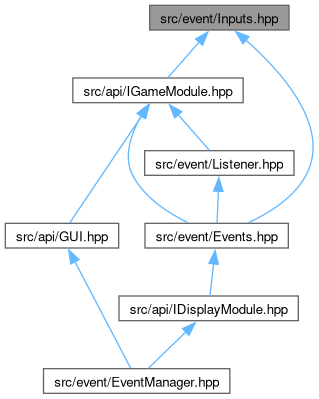 src/event/Inputs.hpp
src/api/IGameModule.hpp
src/event/Listener.hpp
src/api/GUI.hpp
src/event/Events.hpp
src/api/IDisplayModule.hpp
src/event/EventManager.hpp